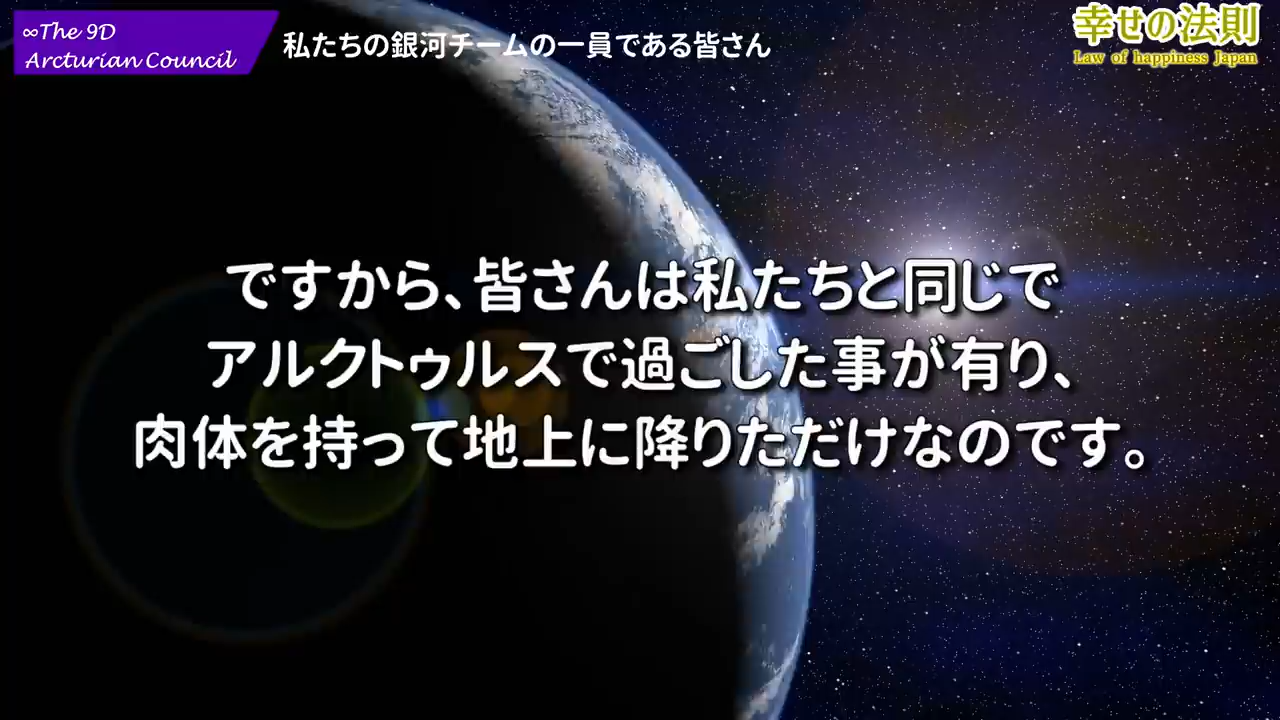 ∞The 9D
Arcturian Council
私たちの銀河チームの一員である皆さん
幸せの法則
Law of happiness Japan
ですから、皆さんは私たちと同じで
アルクトゥルスで過ごした事が有り、
肉体を持って地上に降りただけなのです。